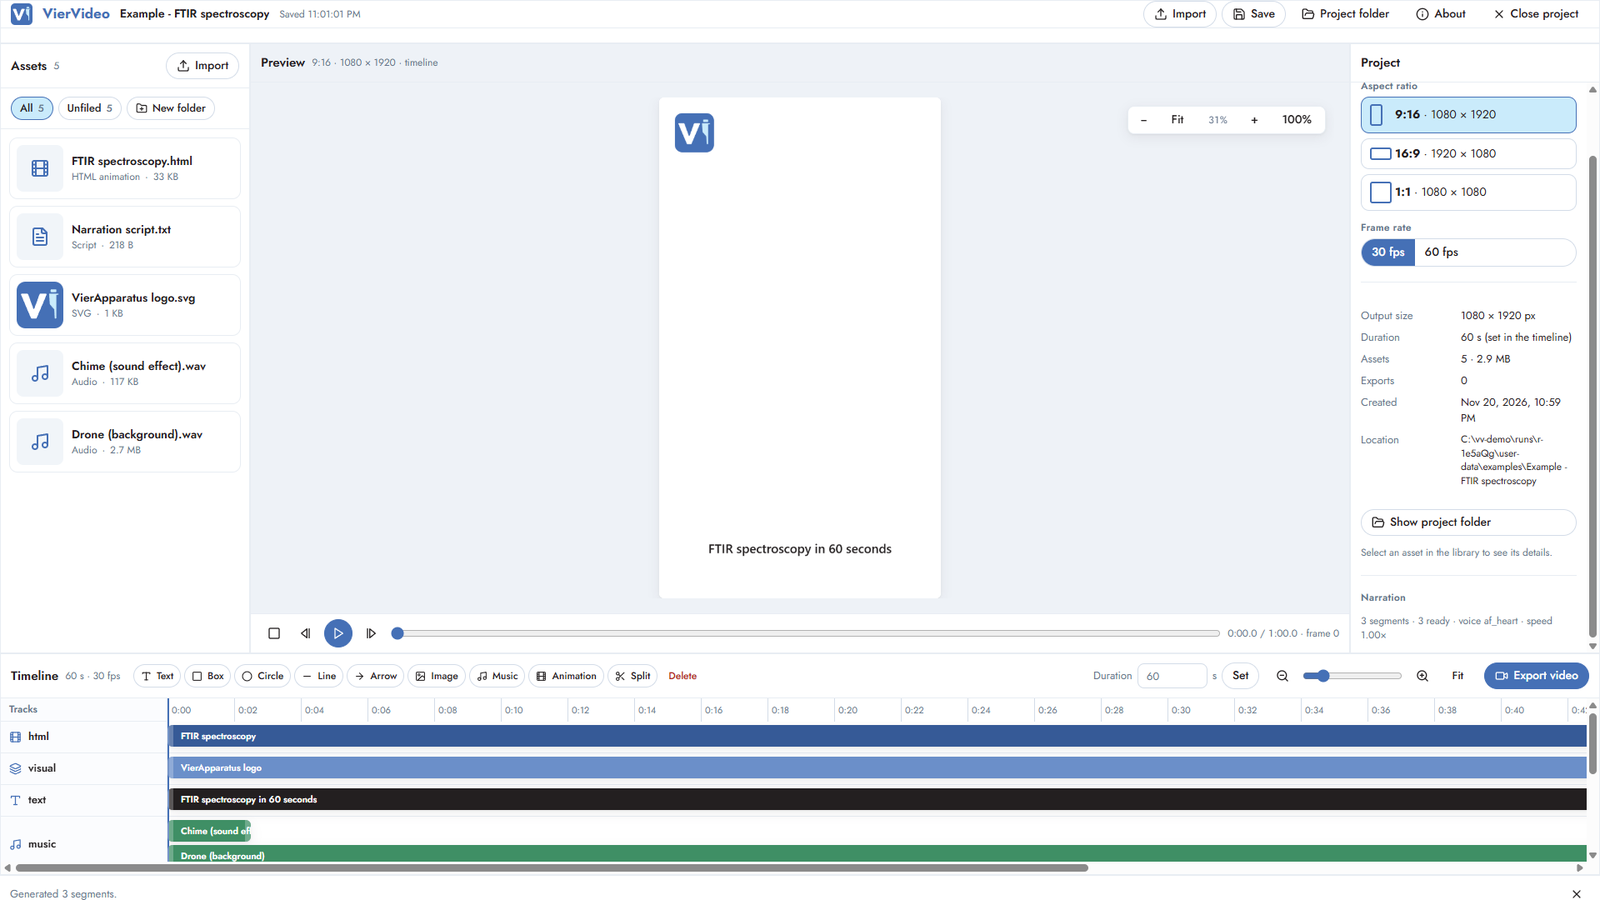 VierVideo Example - FTIR spectroscopy Saved 11:01:01 PM Import Save Project folder About Close project
Assets 5 Import
All 5 Unfiled 5 New folder
FTIR spectroscopy.html
HTML animation · 33 KB
Narration script.txt
Script · 218 B
VierApparatus logo.svg
SVG · 1 KB
Chime (sound effect).wav
Audio · 117 KB
Drone (background).wav
Audio · 2.7 MB
Preview 9:16 · 1080 × 1920 · timeline
− Fit 31% + 100%
FTIR spectroscopy in 60 seconds
0:00.0 / 1:00.0 · frame 0
Project
Aspect ratio
9:16 · 1080 × 1920
16:9 · 1920 × 1080
1:1 · 1080 × 1080
Frame rate
30 fps 60 fps
Output size 1080 × 1920 px
Duration 60 s (set in the timeline)
Assets 5 · 2.9 MB
Exports 0
Created Nov 20, 2026, 10:59
PM
Location C:\vv-demo\runs\r-
1e5aQg\user-
data\examples\Example -
FTIR spectroscopy
Show project folder
Select an asset in the library to see its details.
Narration
3 segments · 3 ready · voice af_heart · speed
1.00×
Timeline 60 s · 30 fps Text Box Circle Line Arrow Image Music Animation Split Delete Duration 60 s Set Fit Export video
Tracks 0:00 0:02 0:04 0:06 0:08 0:10 0:12 0:14 0:16 0:18 0:20 0:22 0:24 0:26 0:28 0:30 0:32 0:34 0:36 0:38 0:40
html FTIR spectroscopy
visual VierApparatus logo
text FTIR spectroscopy in 60 seconds
music Chime (sound eff
Drone (background)
Generated 3 segments.